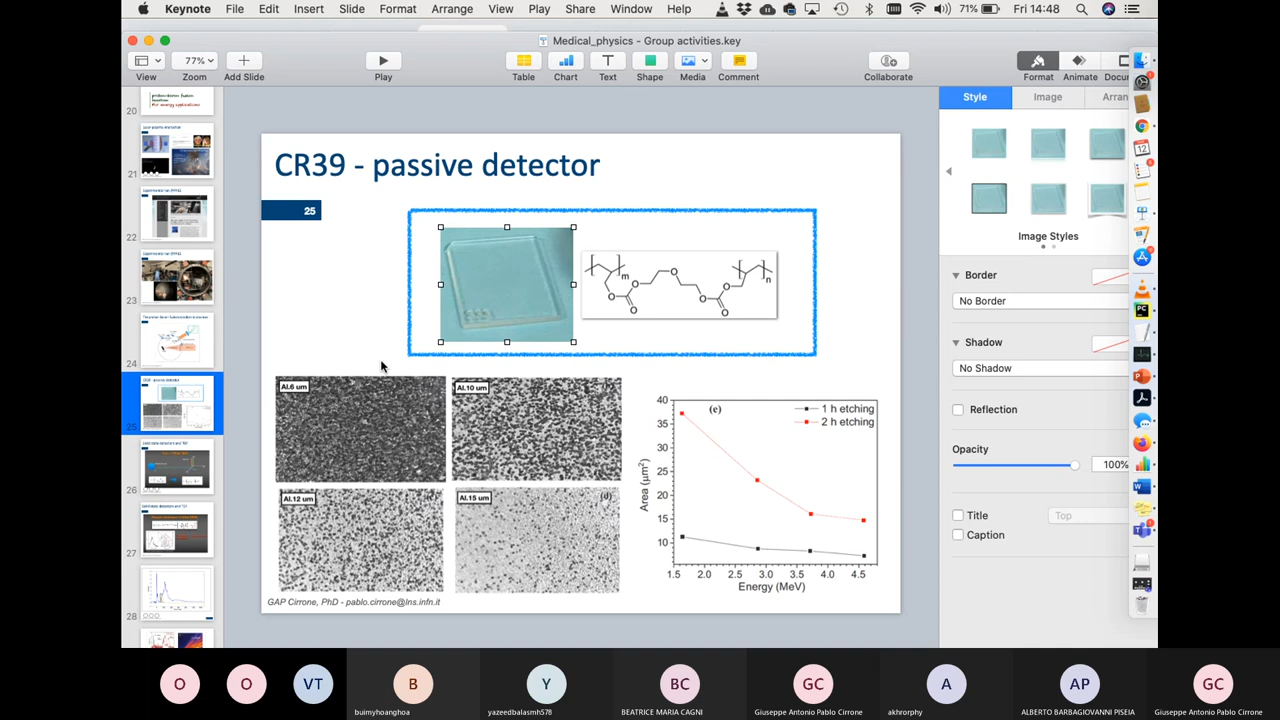 Keynote File Edit Insert Slide Format Arrange View Play Share Window Help 71% Fri 14:48
Medical_physics - Group activities.key
77%
View Zoom Add Slide Play Table Chart Text Shape Media Comment Collaborate Format Animate Docu
Style Image Arran
20
21
22
23
24
25
26
27
28
CR39 - passive detector
25
m
n
O
O
O
O
O
Al.6 um
Al.10 um
Al.12 um
Al.15 um
(d)
(e)
1 h etching
2 h etching
40
35
30
25
20
15
10
Area (µm²)
1.5 2.0 2.5 3.0 3.5 4.0 4.5
Energy (MeV)
GAP Cirrone, PhD - pablo.cirrone@lns.infn.it
Image Styles
Border
No Border
Shadow
No Shadow
Reflection
Opacity
100%
Title Top
Caption
O O VT B Y BC GC A AP GC
buimyhoanghoa yazeedbalasmh578 BEATRICE MARIA CAGNI Giuseppe Antonio Pablo Cirrone akhrorphy ALBERTO BARBAGIOVANNI PISEIA Giuseppe Antonio Pablo Cirrone